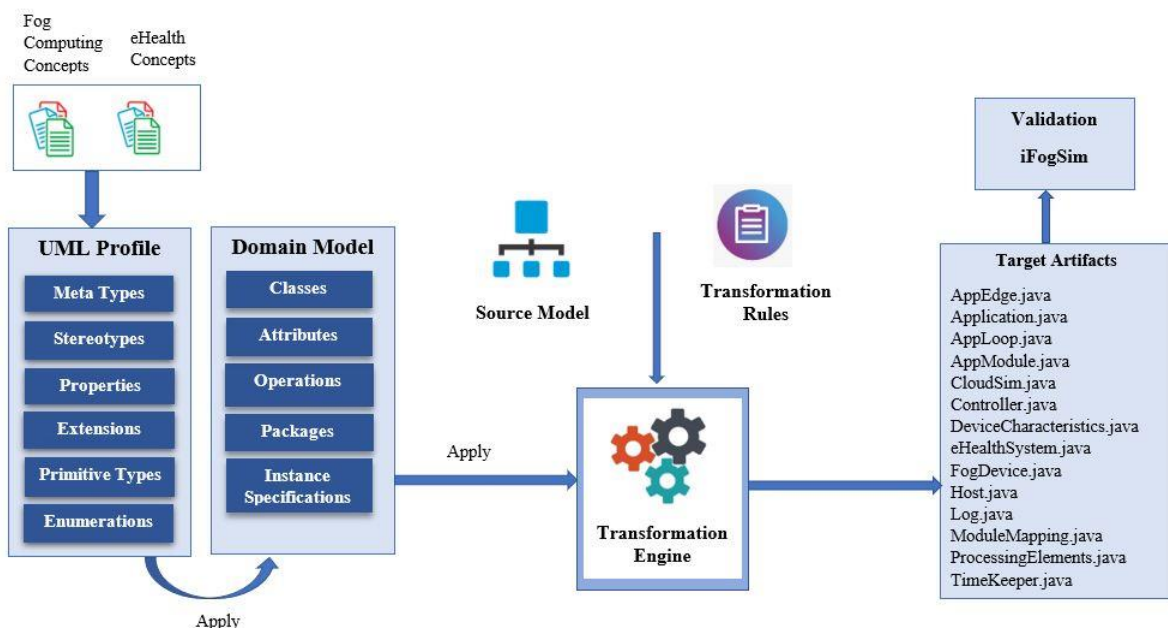 Fog
Computing
Concepts
eHealth
Concepts
UML Profile
Meta Types
Stereotypes
Properties
Extensions
Primitive Types
Enumerations
Apply
Domain Model
Classes
Attributes
Operations
Packages
Instance
Specifications
Apply
Source Model
Transformation
Rules
Transformation
Engine
Validation
iFogSim
Target Artifacts
AppEdge.java
Application.java
AppLoop.java
AppModule.java
CloudSim.java
Controller.java
DeviceCharacteristics.java
eHealthSystem.java
FogDevice.java
Host.java
Log.java
ModuleMapping.java
ProcessingElements.java
TimeKeeper.java